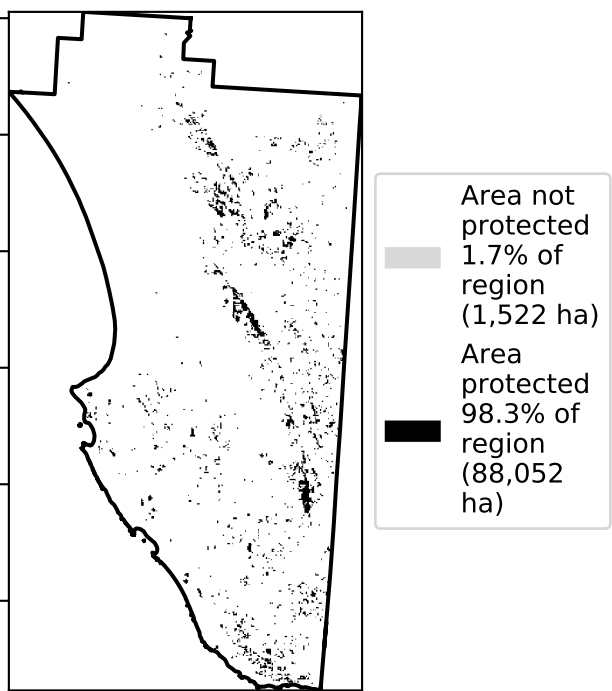 Area not
protected
1.7% of
region
(1,522 ha)
Area
protected
98.3% of
region
(88,052
ha)